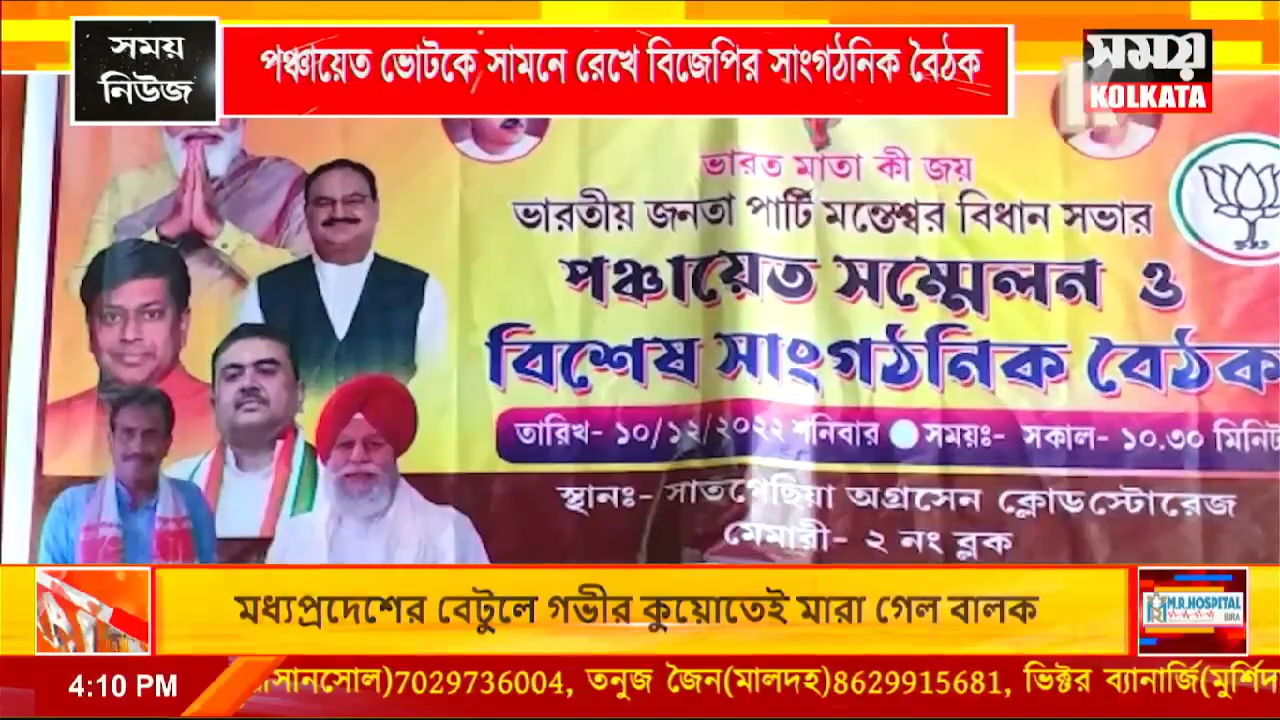 সময় নিউজ
পঞ্চায়েত ভোটকে সামনে রেখে বিজেপির সাংগঠনিক বৈঠক
সময়
KOLKATA
ভারত মাতা কী জয়
ভারতীয় জনতা পার্টি মন্তেশ্বর বিধান সভার
পঞ্চায়েত সম্মেলন ও
বিশেষ সাংগঠনিক বৈঠক
তারিখ- ১০/১২/২০২২ শনিবার সময়ঃ- সকাল- ১০.৩০ মিনিট
স্থানঃ- সাতগেছিয়া অগ্রসেন ক্লোডস্টোরেজ
মেমারী- ২ নং ব্লক
মধ্যপ্রদেশের বেটুলে গভীর কুয়োতেই মারা গেল বালক
M.R.HOSPITAL
BIRA
4:10 PM
াসানসোল)7029736004, তনুজ জৈন(মালদহ)8629915681, ভিক্টর ব্যানার্জি(মুর্শিদ